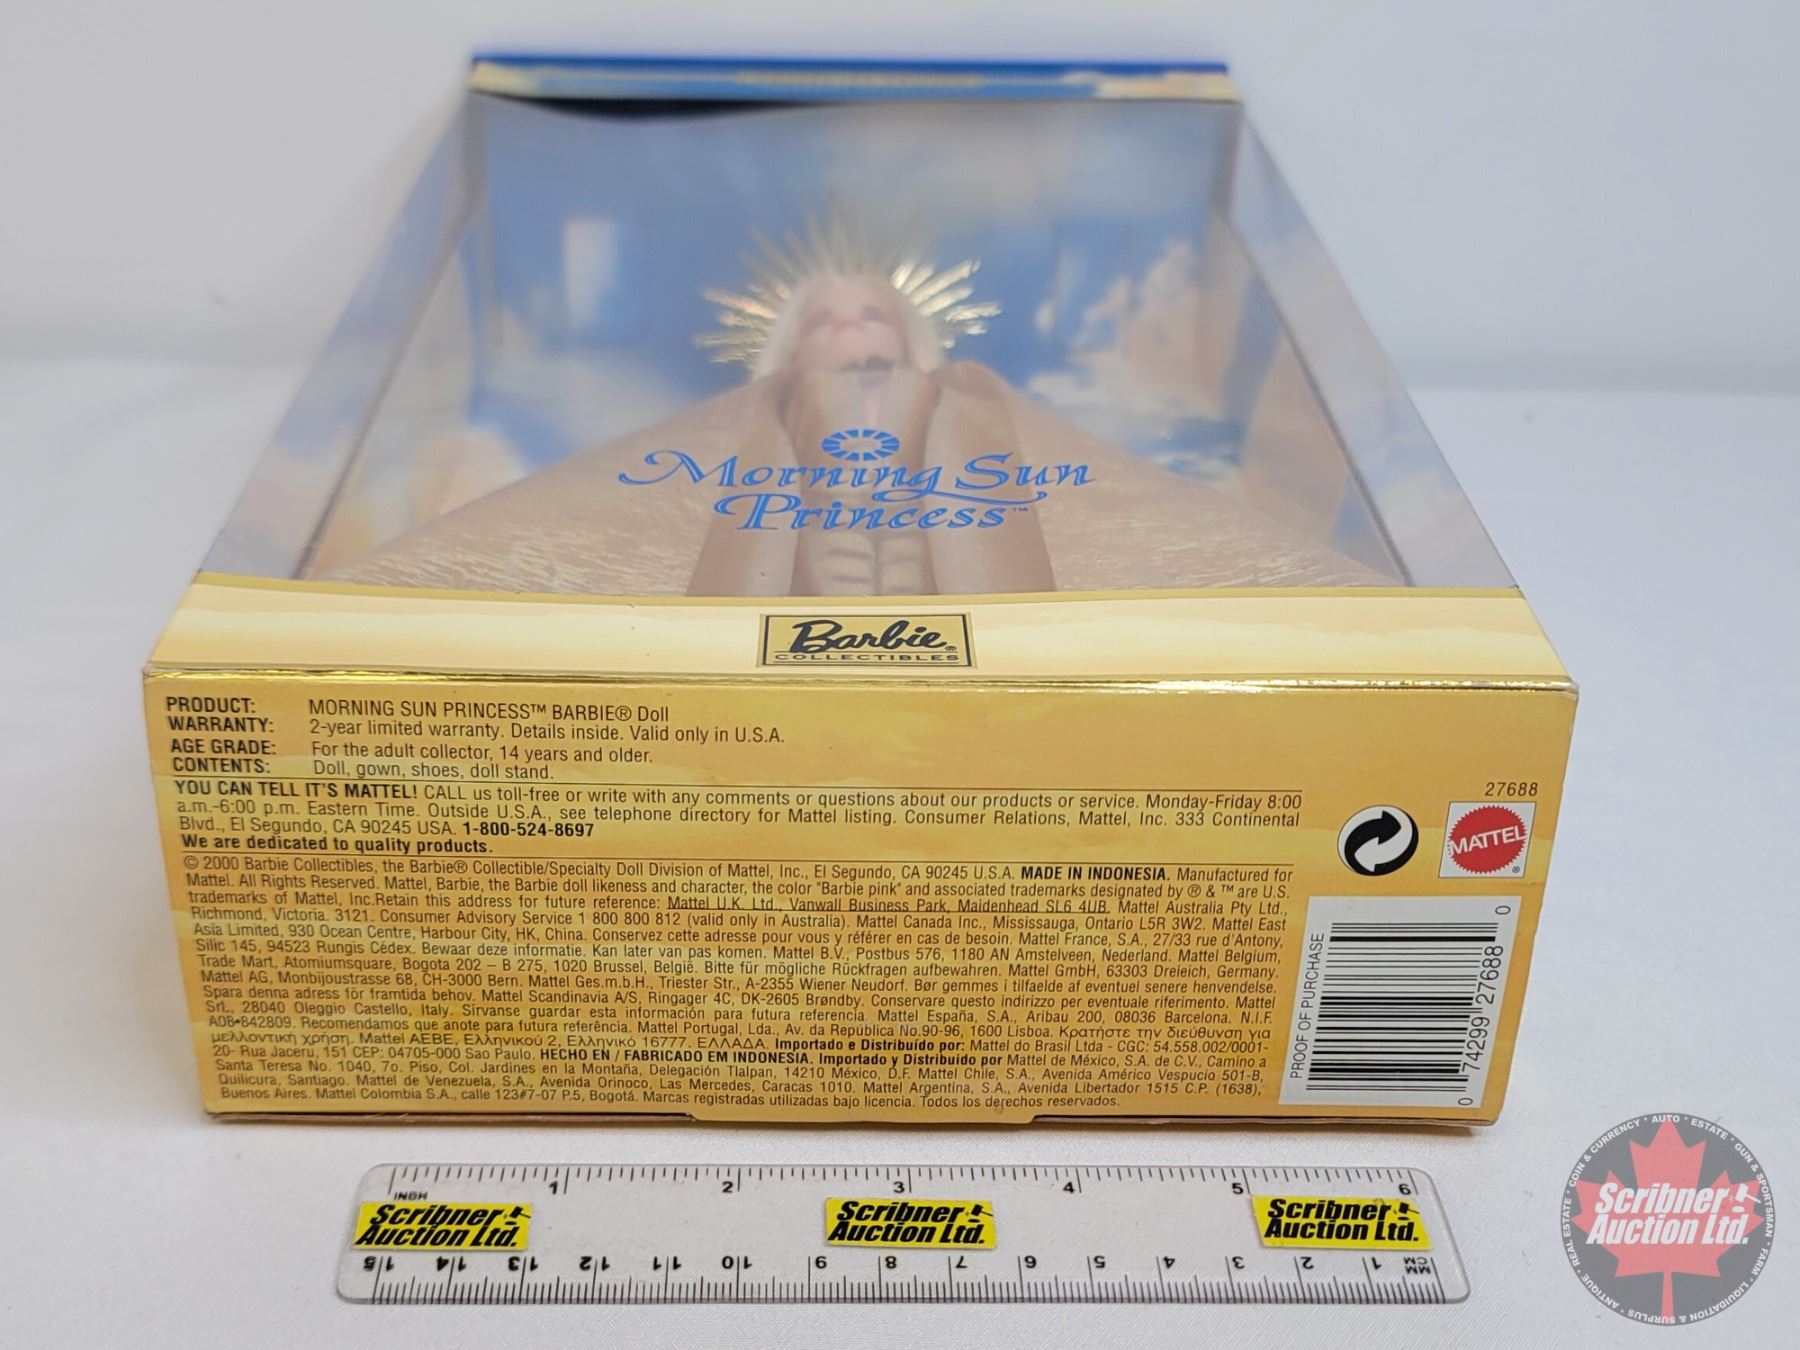 Morning Sun
Princess™
Barbie®
COLLECTIBLES
PRODUCT: MORNING SUN PRINCESS™ BARBIE® Doll
WARRANTY: 2-year limited warranty. Details inside. Valid only in U.S.A.
AGE GRADE: For the adult collector, 14 years and older.
CONTENTS: Doll, gown, shoes, doll stand.
YOU CAN TELL IT'S MATTEL! CALL us toll-free or write with any comments or questions about our products or service. Monday-Friday 8:00
a.m.-6:00 p.m. Eastern Time. Outside U.S.A., see telephone directory for Mattel listing. Consumer Relations, Mattel, Inc. 333 Continental
Blvd., El Segundo, CA 90245 USA. 1-800-524-8697
We are dedicated to quality products.
© 2000 Barbie Collectibles, the Barbie® Collectible/Specialty Doll Division of Mattel, Inc., El Segundo, CA 90245 U.S.A. MADE IN INDONESIA. Manufactured for
Mattel. All Rights Reserved. Mattel, Barbie, the Barbie doll likeness and character, the color "Barbie pink" and associated trademarks designated by ® & ™ are U.S.
trademarks of Mattel, Inc.Retain this address for future reference: Mattel U.K. Ltd., Vanwall Business Park, Maidenhead SL6 4UB. Mattel Australia Pty Ltd.,
Richmond, Victoria. 3121. Consumer Advisory Service 1 800 800 812 (valid only in Australia). Mattel Canada Inc., Mississauga, Ontario L5R 3W2. Mattel East
Asia Limited, 930 Ocean Centre, Harbour City, HK, China. Conservez cette adresse pour vous y référer en cas de besoin. Mattel France, S.A., 27/33 rue d'Antony,
Silic 145, 94523 Rungis Cédex. Bewaar deze informatie. Kan later van pas komen. Mattel B.V., Postbus 576, 1180 AN Amstelveen, Nederland. Mattel Belgium,
Trade Mart, Atomiumsquare, Bogota 202 – B 275, 1020 Brussel, België. Bitte für mögliche Rückfragen aufbewahren. Mattel GmbH, 63303 Dreieich, Germany.
Mattel AG, Monbijoustrasse 68, CH-3000 Bern. Mattel Ges.m.b.H., Triester Str., A-2355 Wiener Neudorf. Bør gemmes i tilfaelde af eventuel senere henvendelse.
Spara denna adress för framtida behov. Mattel Scandinavia A/S, Ringager 4C, DK-2605 Brøndby. Conservare questo indirizzo per eventuale riferimento. Mattel
Srl., 28040 Oleggio Castello, Italy. Sírvanse guardar esta información para futura referencia. Mattel España, S.A., Aribau 200, 08036 Barcelona. N.I.F.
A08•842809. Recomendamos que anote para futura referência. Mattel Portugal, Lda., Av. da República No.90-96, 1600 Lisboa. Κρατήστε την διεύθυνση για
μελλοντική χρήση. Mattel AEBE, Ελληνικού 2, Ελληνικό 16777. ΕΛΛΑΔΑ. Importado e Distribuido por: Mattel do Brasil Ltda - CGC: 54.558.002/0001-
20- Rua Jaceru, 151 CEP: 04705-000 Sao Paulo. HECHO EN / FABRICADO EM INDONESIA. Importado y Distribuido por Mattel de México, S.A. de C.V., Camino a
Santa Teresa No. 1040, 7o. Piso, Col. Jardines en la Montaña, Delegación Tlalpan, 14210 México, D.F. Mattel Chile, S.A., Avenida Américo Vespucio 501-B,
Quilicura, Santiago. Mattel de Venezuela, S.A., Avenida Orinoco, Las Mercedes, Caracas 1010. Mattel Argentina, S.A., Avenida Libertador 1515 C.P. (1638),
Buenos Aires. Mattel Colombia S.A., calle 123#7-07 P.5, Bogotá. Marcas registradas utilizadas bajo licencia. Todos los derechos reservados.
27688
MATTEL®
PROOF OF PURCHASE
0 74299 27688 0
INCH 1 2 3 4 5 6
Scribner
Auction Ltd.
Scribner
Auction Ltd.
Scribner
Auction Ltd.
15 14 13 12 11 10 9 8 7 6 5 4 3 2 1 MM CM
Scribner
Auction Ltd.
ANTIQUE • REAL ESTATE • COIN & CURRENCY • AUTO • ESTATE • GUN & SPORTSMAN • FARM • LIQUIDATION & SURPLUS